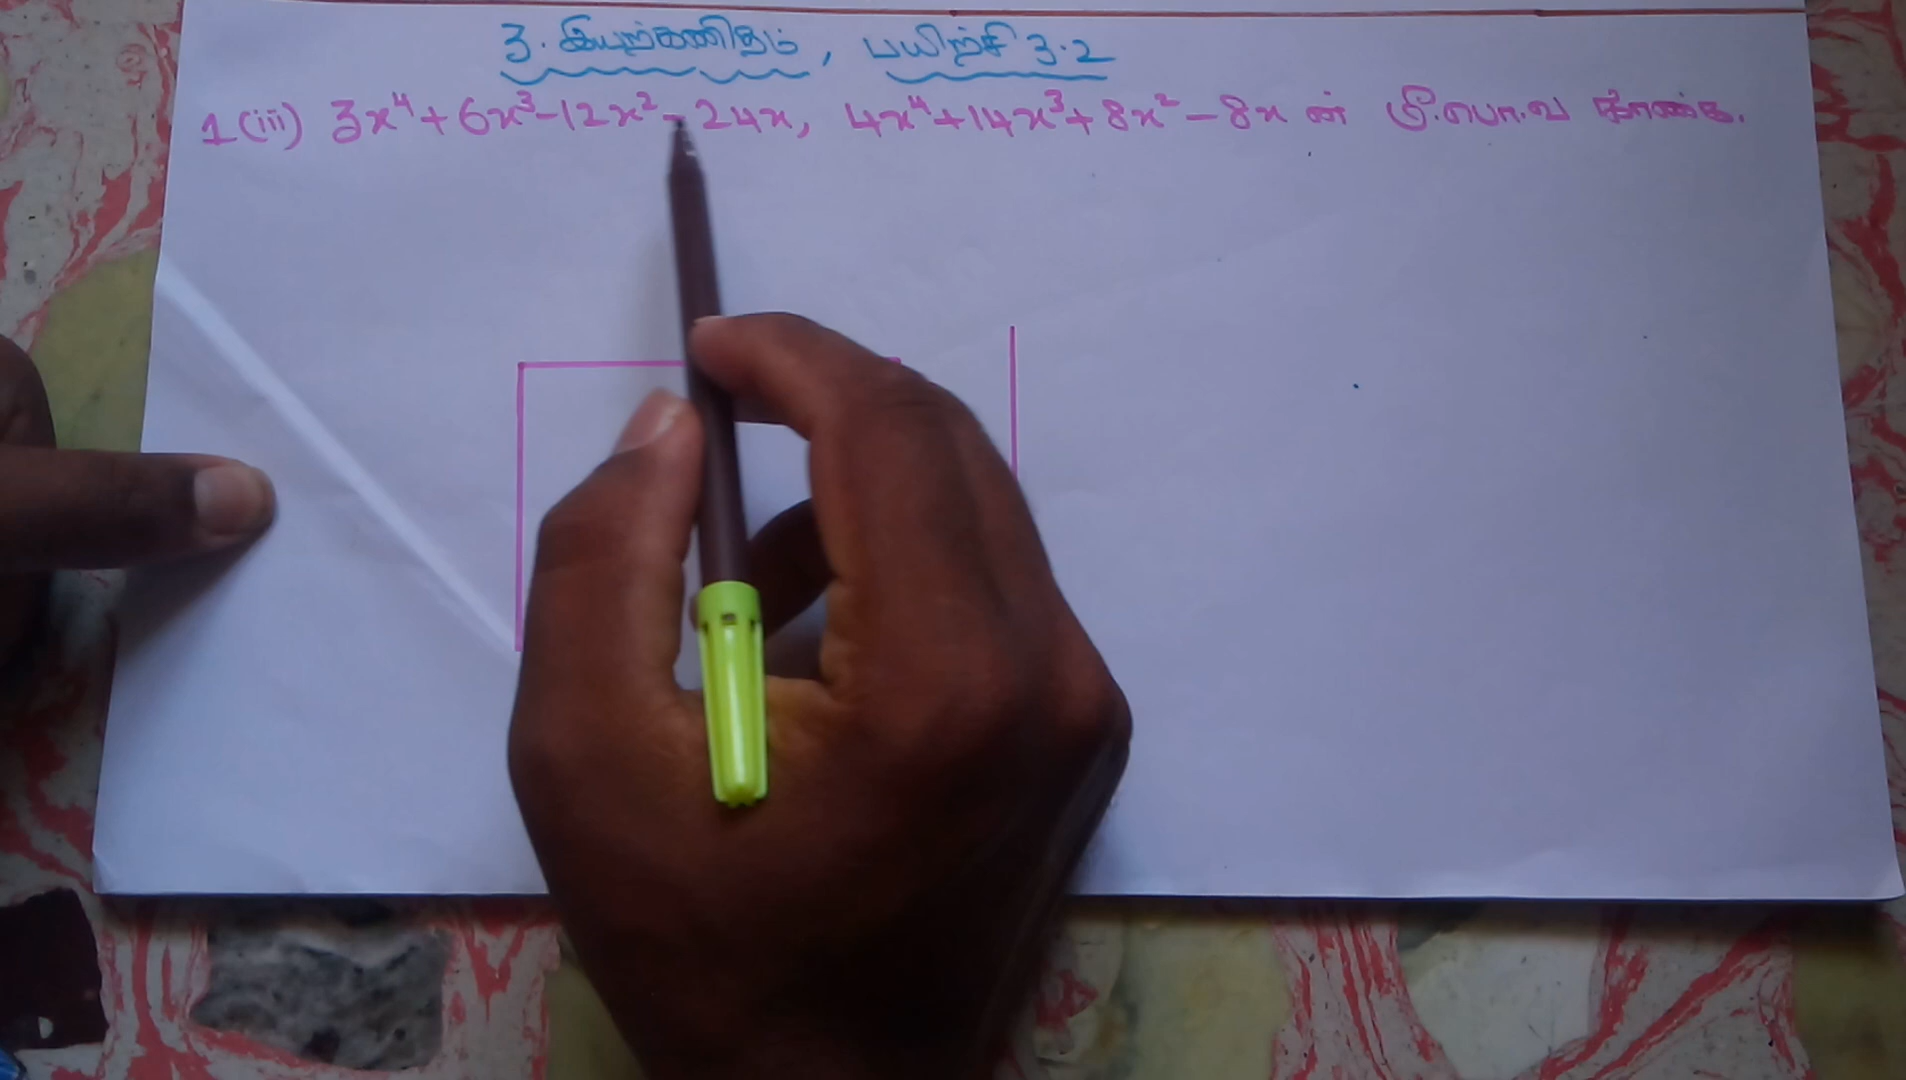 3. இயற்கணிதம், பயிற்சி 3.2
1(iii) 3x⁴+6x³-12x²-24x, 4x⁴+14x³+8x²-8x ன் மீ.பொ.வ காண்க.